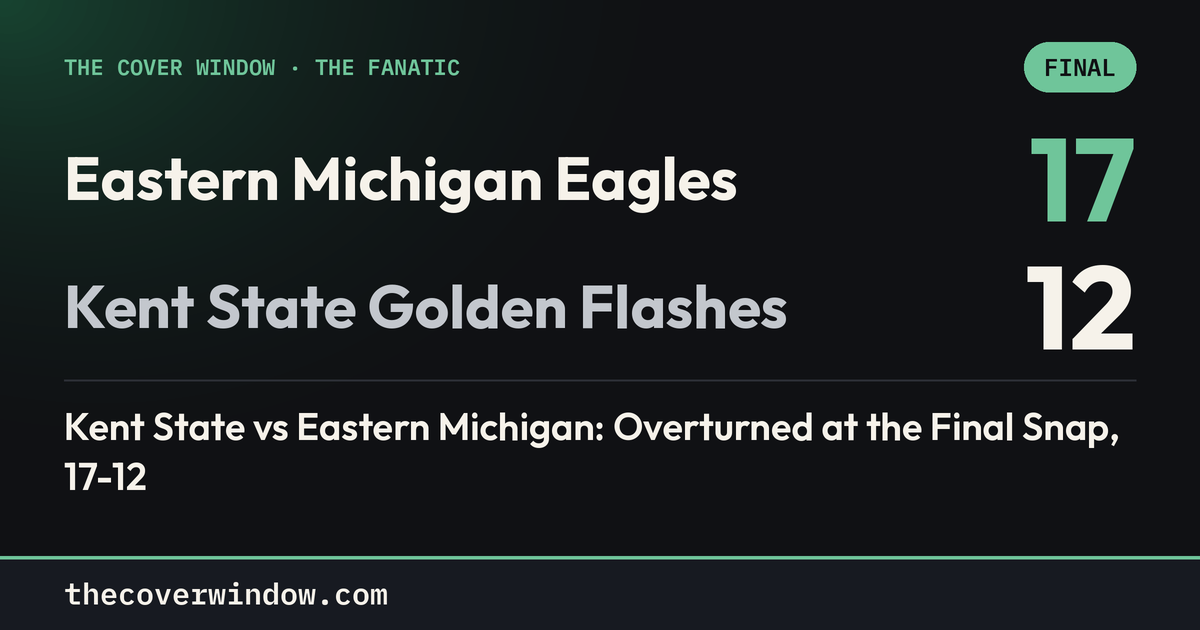 THE COVER WINDOW · THE FANATIC
FINAL
Eastern Michigan Eagles
17
Kent State Golden Flashes
12
Kent State vs Eastern Michigan: Overturned at the Final Snap,
17-12
thecoverwindow.com